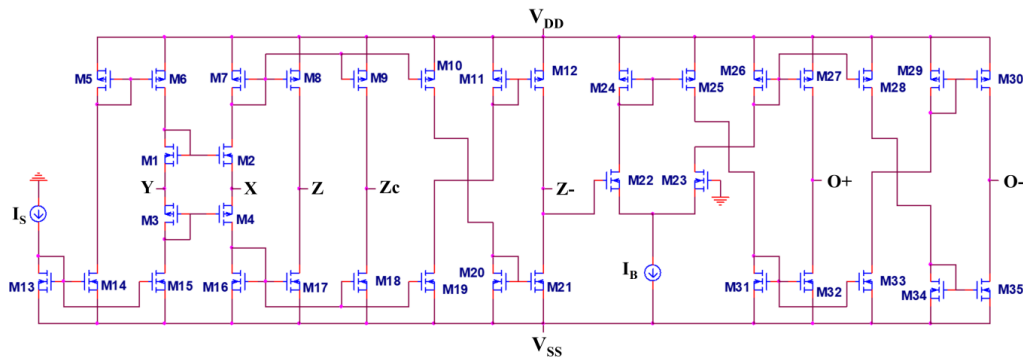 VDD
M5 M6 M7 M8 M9 M10 M11 M12 M24 M25 M26 M27 M28 M29 M30
M1 M2 M22 M23
Y X Z Zc Z- O+ O-
IS M3 M4
IB
M13 M14 M15 M16 M17 M18 M19 M20 M21 M31 M32 M33 M34 M35
VSS